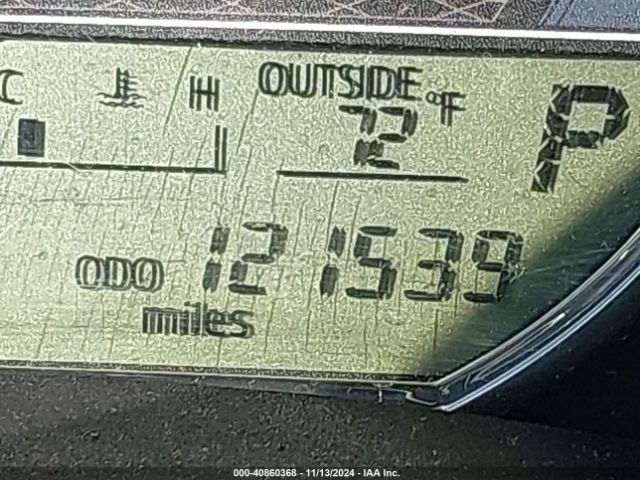 C H OUTSIDE
72 °F P
ODO 121539
miles
000-40860368 - 11/13/2024 - IAA Inc.